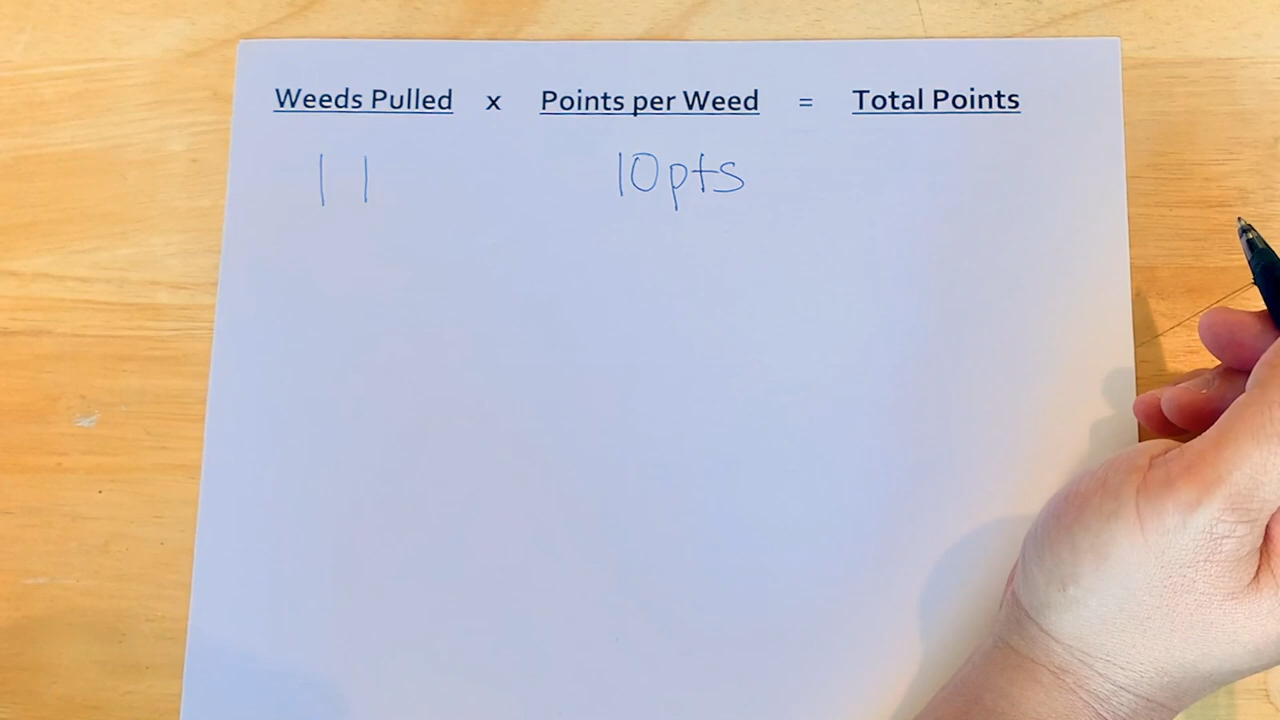 Weeds Pulled x Points per Weed = Total Points
11 10pts